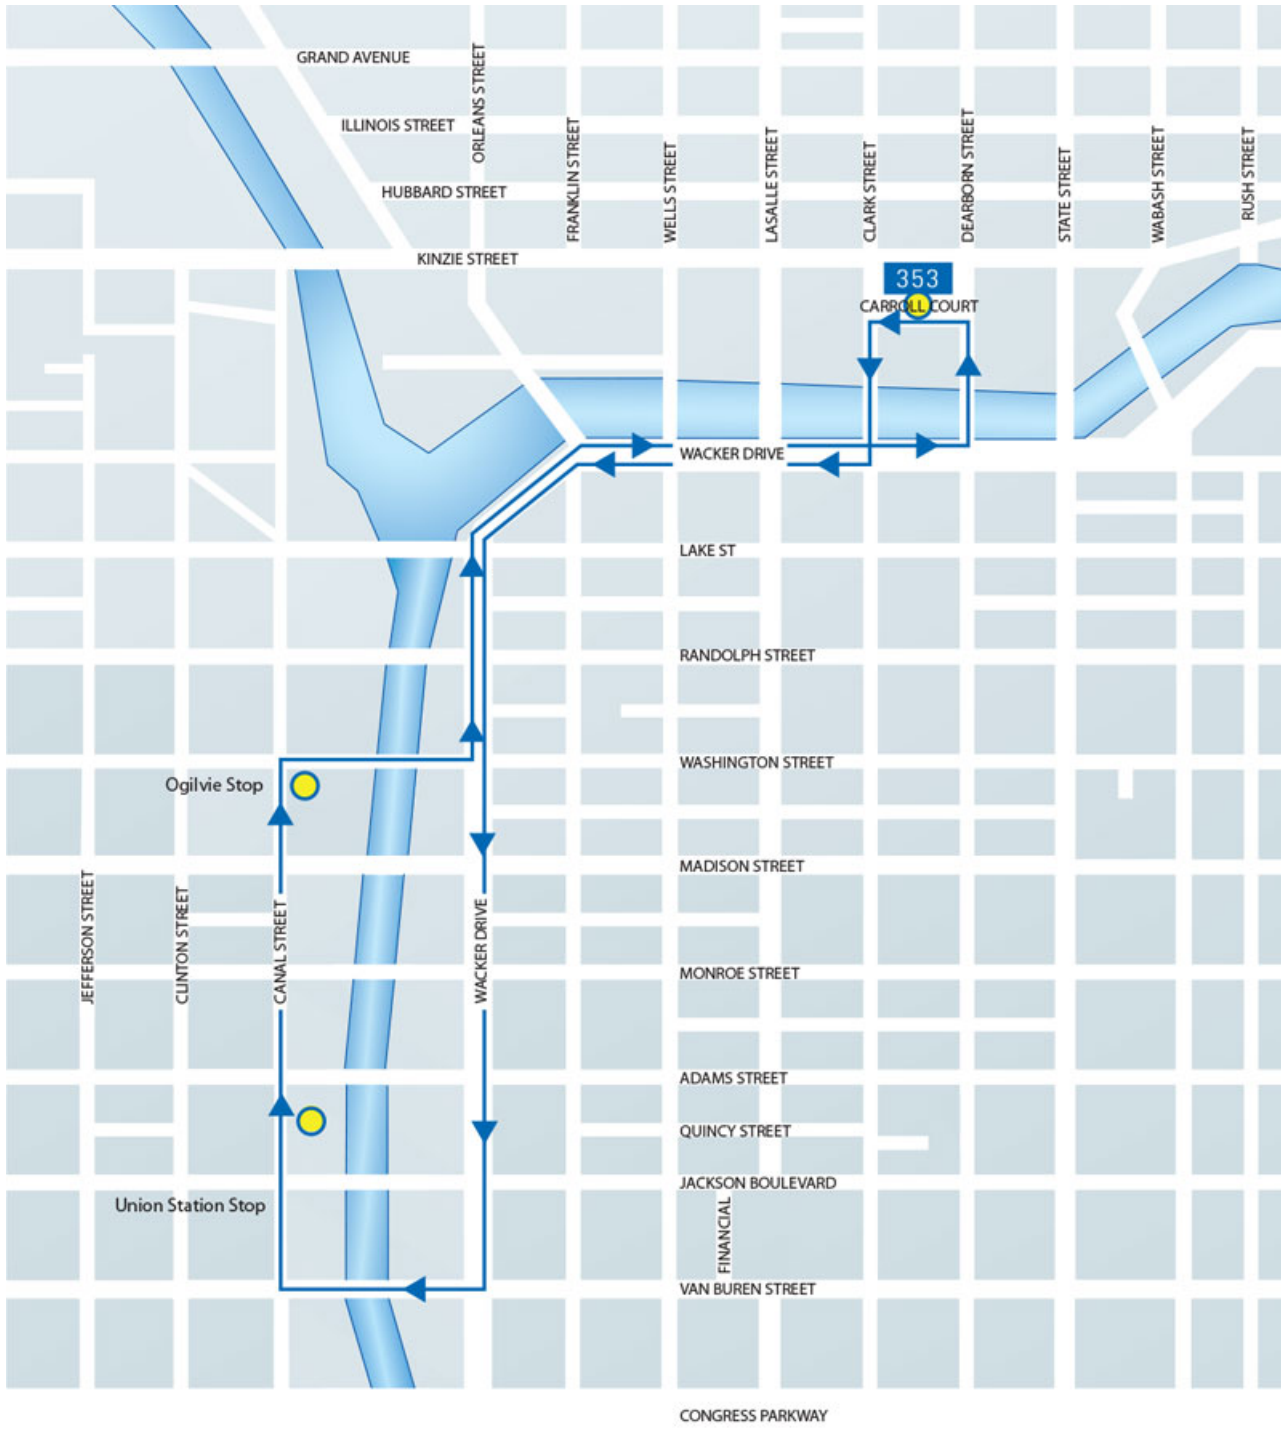 GRAND AVENUE
ORLEANS STREET
ILLINOIS STREET
FRANKLIN STREET
WELLS STREET
LASALLE STREET
CLARK STREET
DEARBORN STREET
STATE STREET
WABASH STREET
RUSH STREET
HUBBARD STREET
KINZIE STREET
353
CARROLL COURT
WACKER DRIVE
LAKE ST
RANDOLPH STREET
WASHINGTON STREET
Ogilvie Stop
MADISON STREET
JEFFERSON STREET
CLINTON STREET
CANAL STREET
WACKER DRIVE
MONROE STREET
ADAMS STREET
QUINCY STREET
JACKSON BOULEVARD
Union Station Stop
FINANCIAL
VAN BUREN STREET
CONGRESS PARKWAY